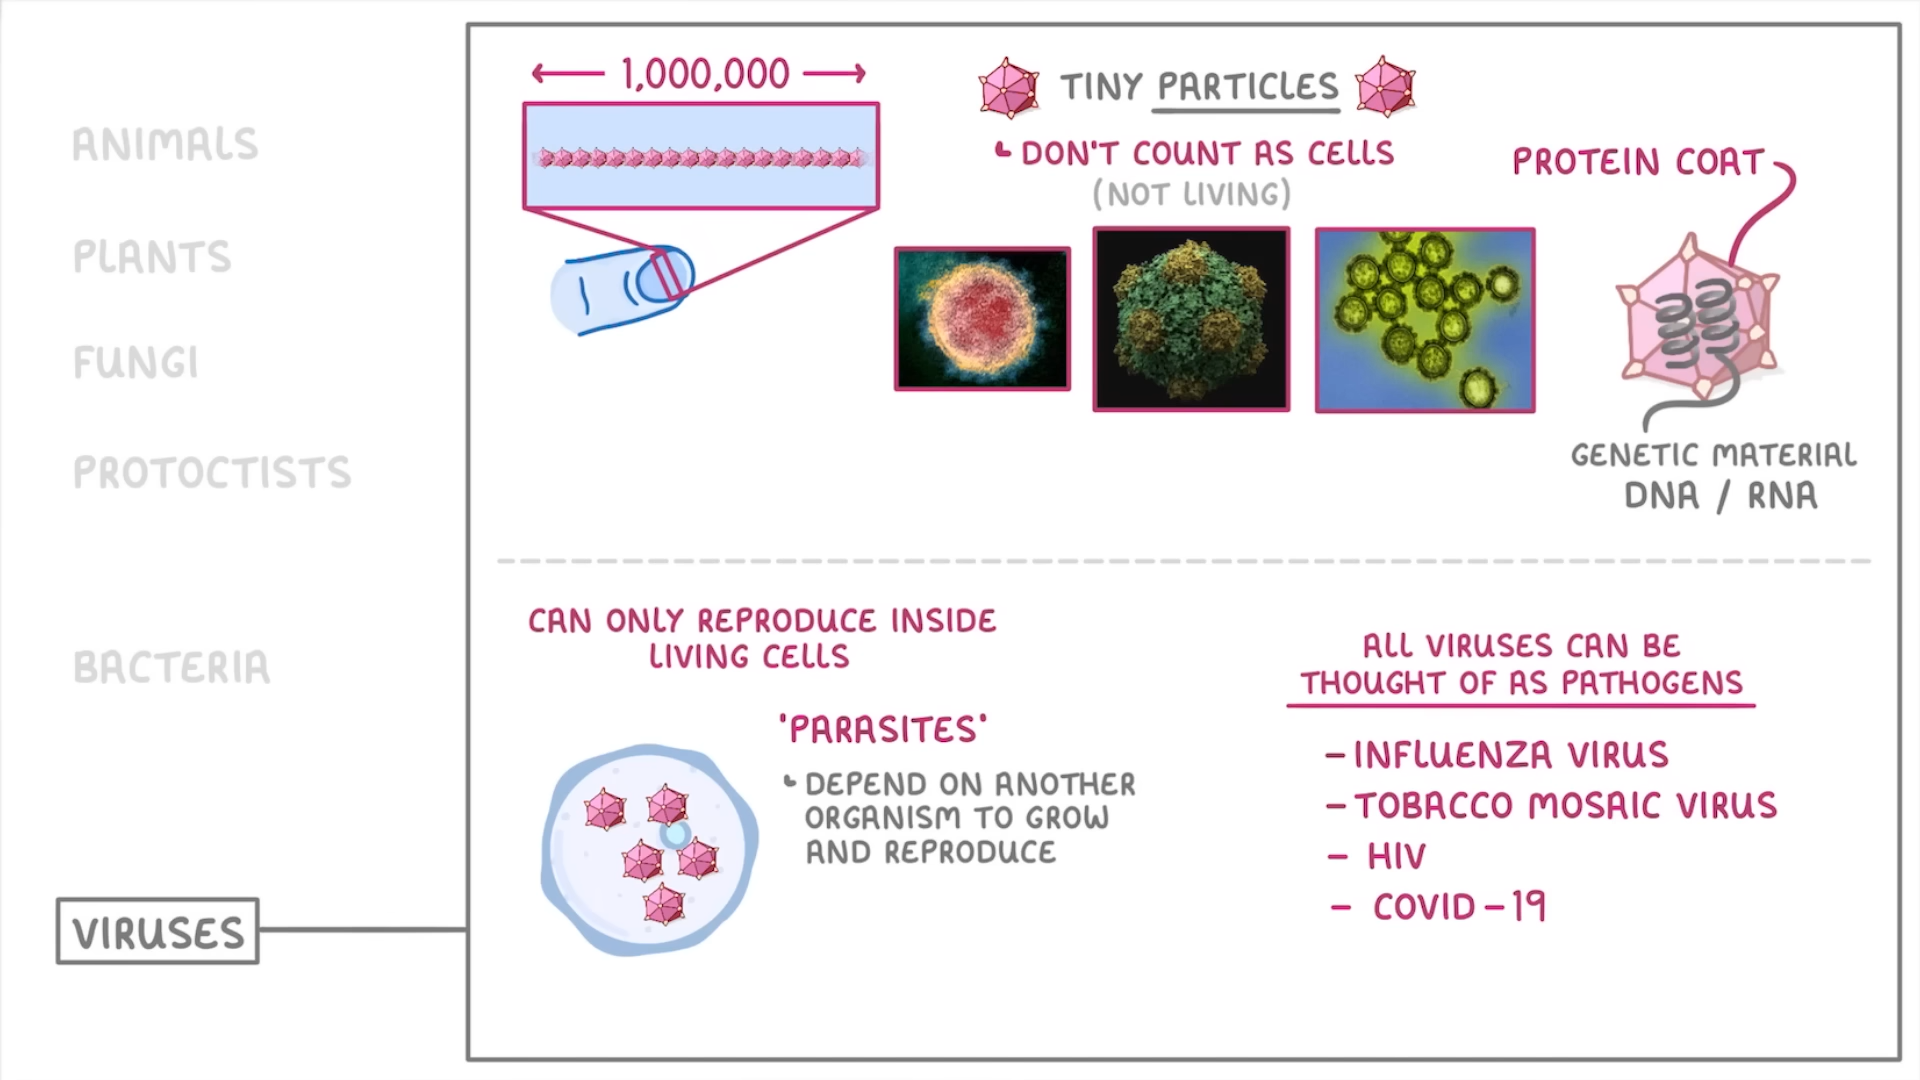 ANIMALS
PLANTS
FUNGI
PROTOCTISTS
BACTERIA
VIRUSES
1,000,000
TINY PARTICLES
DON'T COUNT AS CELLS
(NOT LIVING)
PROTEIN COAT
GENETIC MATERIAL
DNA / RNA
CAN ONLY REPRODUCE INSIDE
LIVING CELLS
'PARASITES'
DEPEND ON ANOTHER
ORGANISM TO GROW
AND REPRODUCE
ALL VIRUSES CAN BE
THOUGHT OF AS PATHOGENS
- INFLUENZA VIRUS
- TOBACCO MOSAIC VIRUS
- HIV
- COVID-19